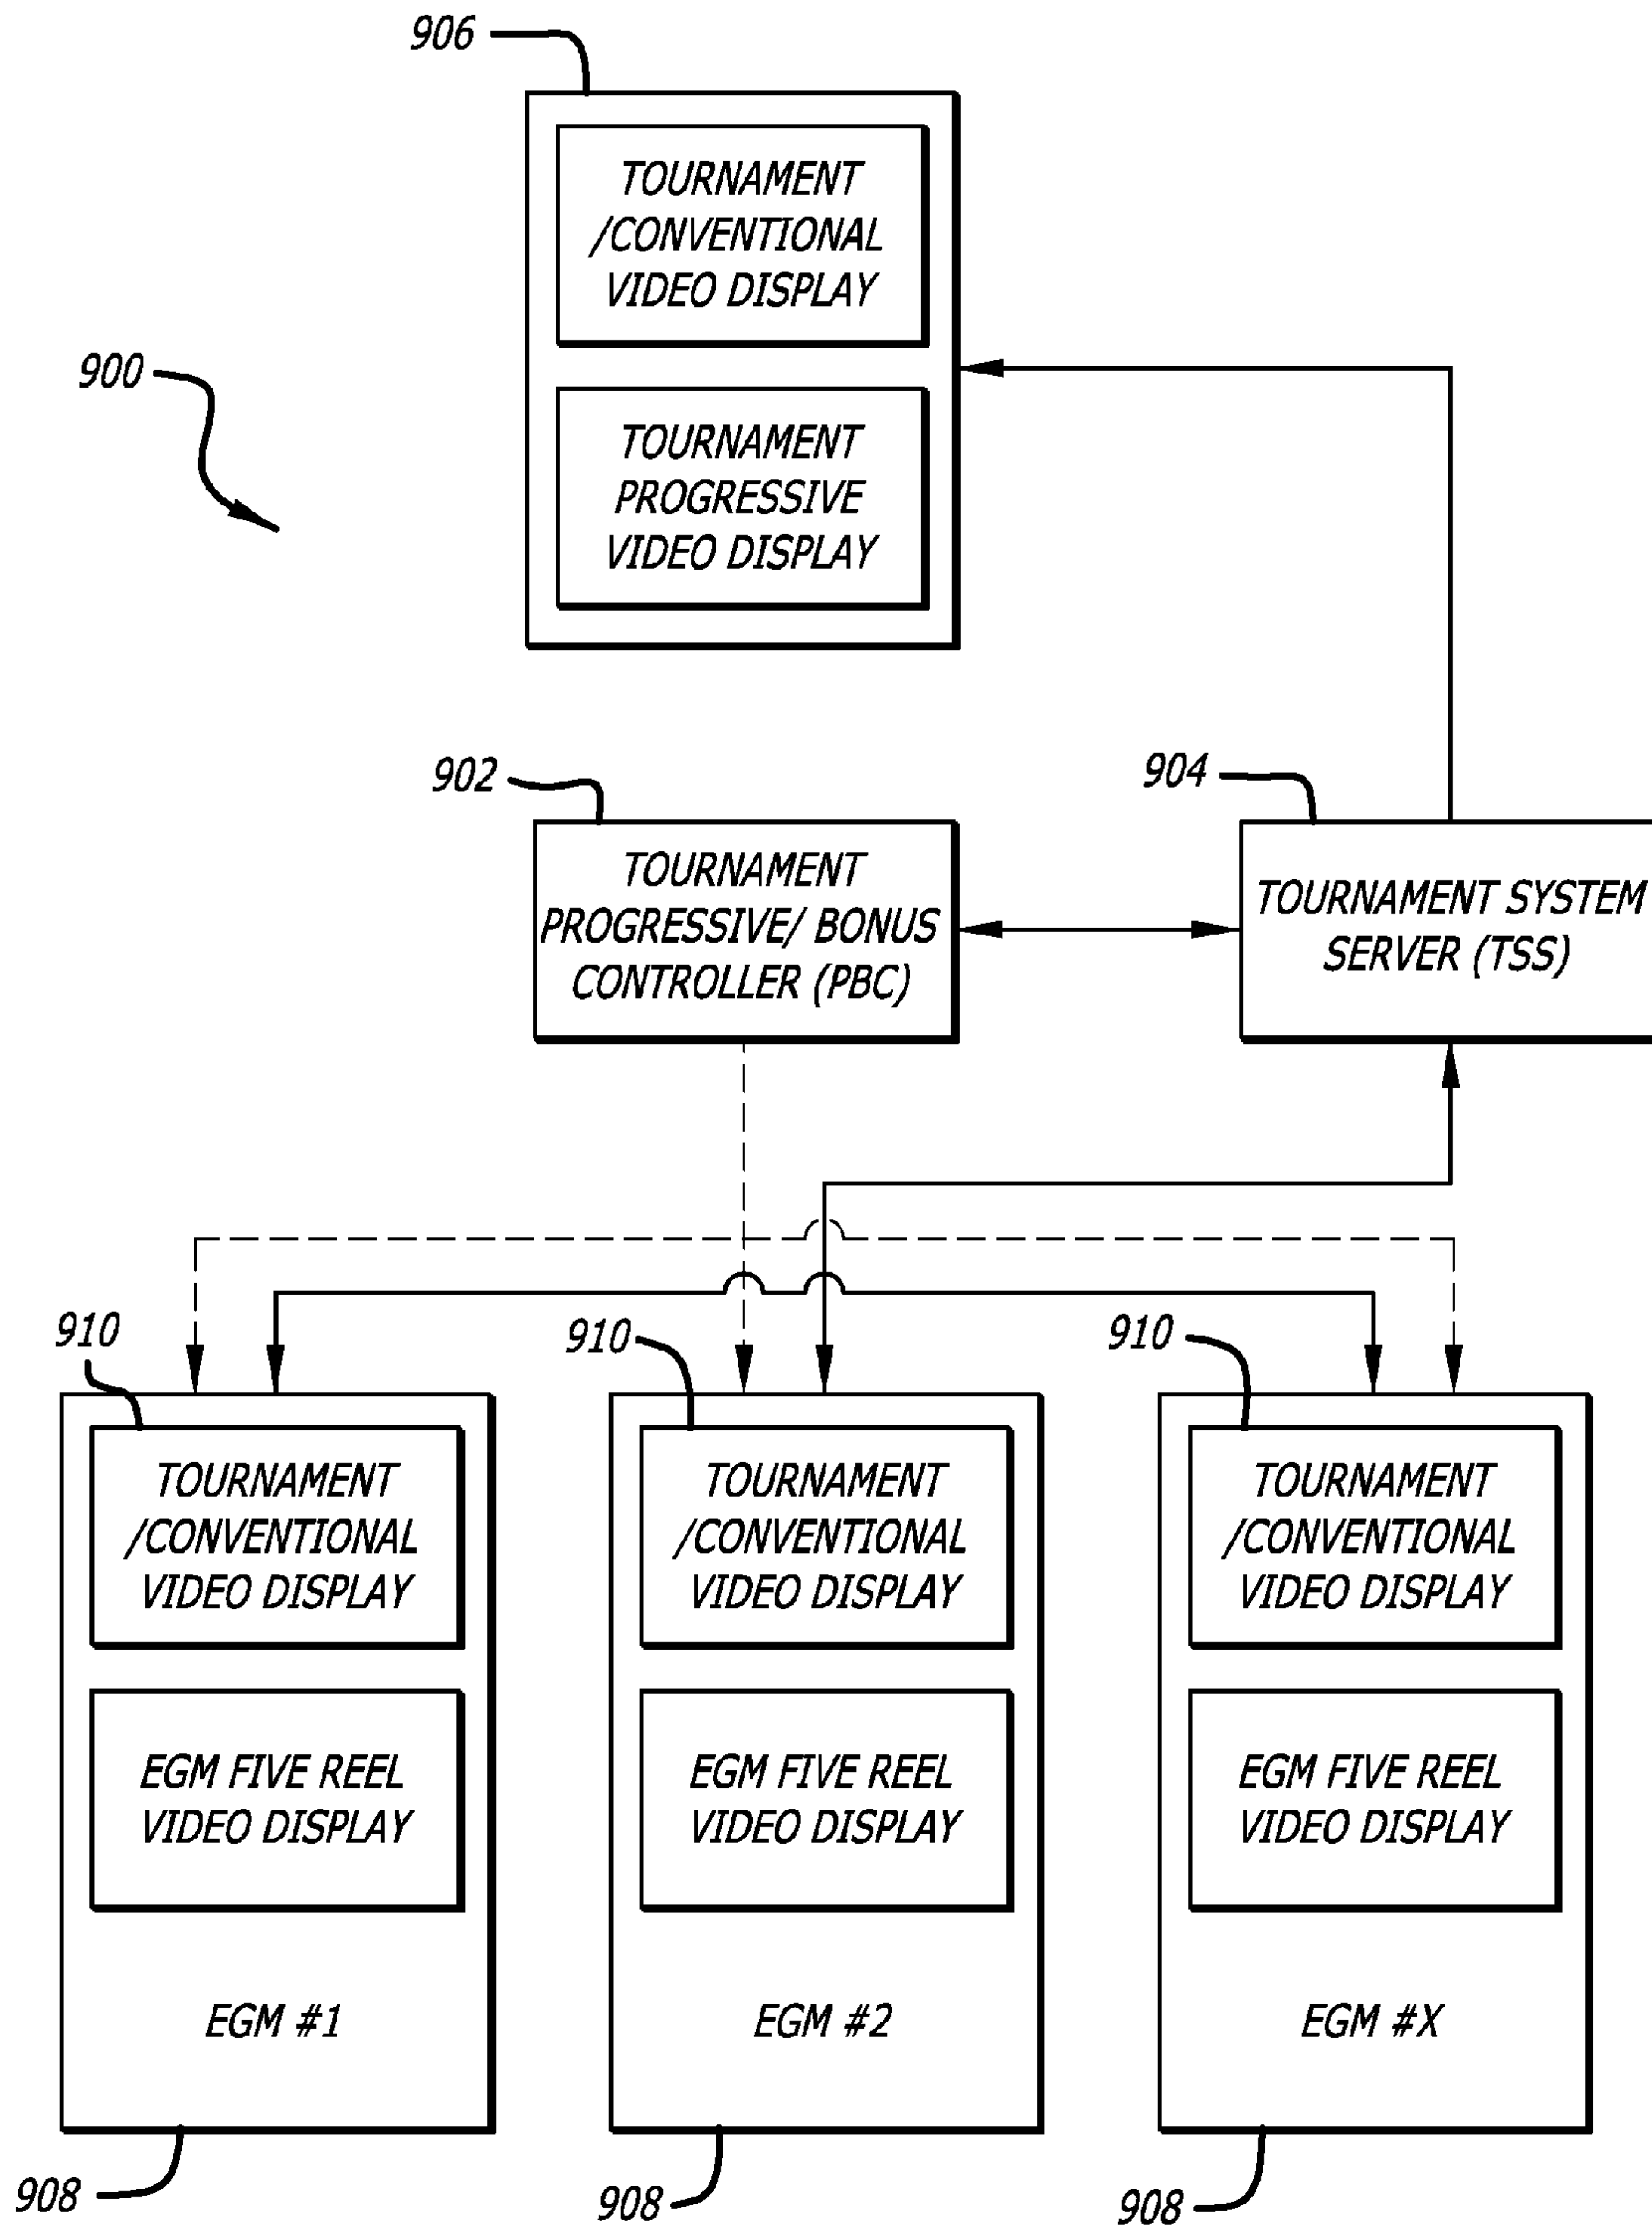 906
TOURNAMENT
/CONVENTIONAL
VIDEO DISPLAY
900
TOURNAMENT
PROGRESSIVE
VIDEO DISPLAY
902
904
TOURNAMENT
PROGRESSIVE/ BONUS
CONTROLLER (PBC)
TOURNAMENT SYSTEM
SERVER (TSS)
910
910
910
TOURNAMENT
/CONVENTIONAL
VIDEO DISPLAY
EGM FIVE REEL
VIDEO DISPLAY
EGM #1
908
TOURNAMENT
/CONVENTIONAL
VIDEO DISPLAY
EGM FIVE REEL
VIDEO DISPLAY
EGM #2
908
TOURNAMENT
/CONVENTIONAL
VIDEO DISPLAY
EGM FIVE REEL
VIDEO DISPLAY
EGM #X
908